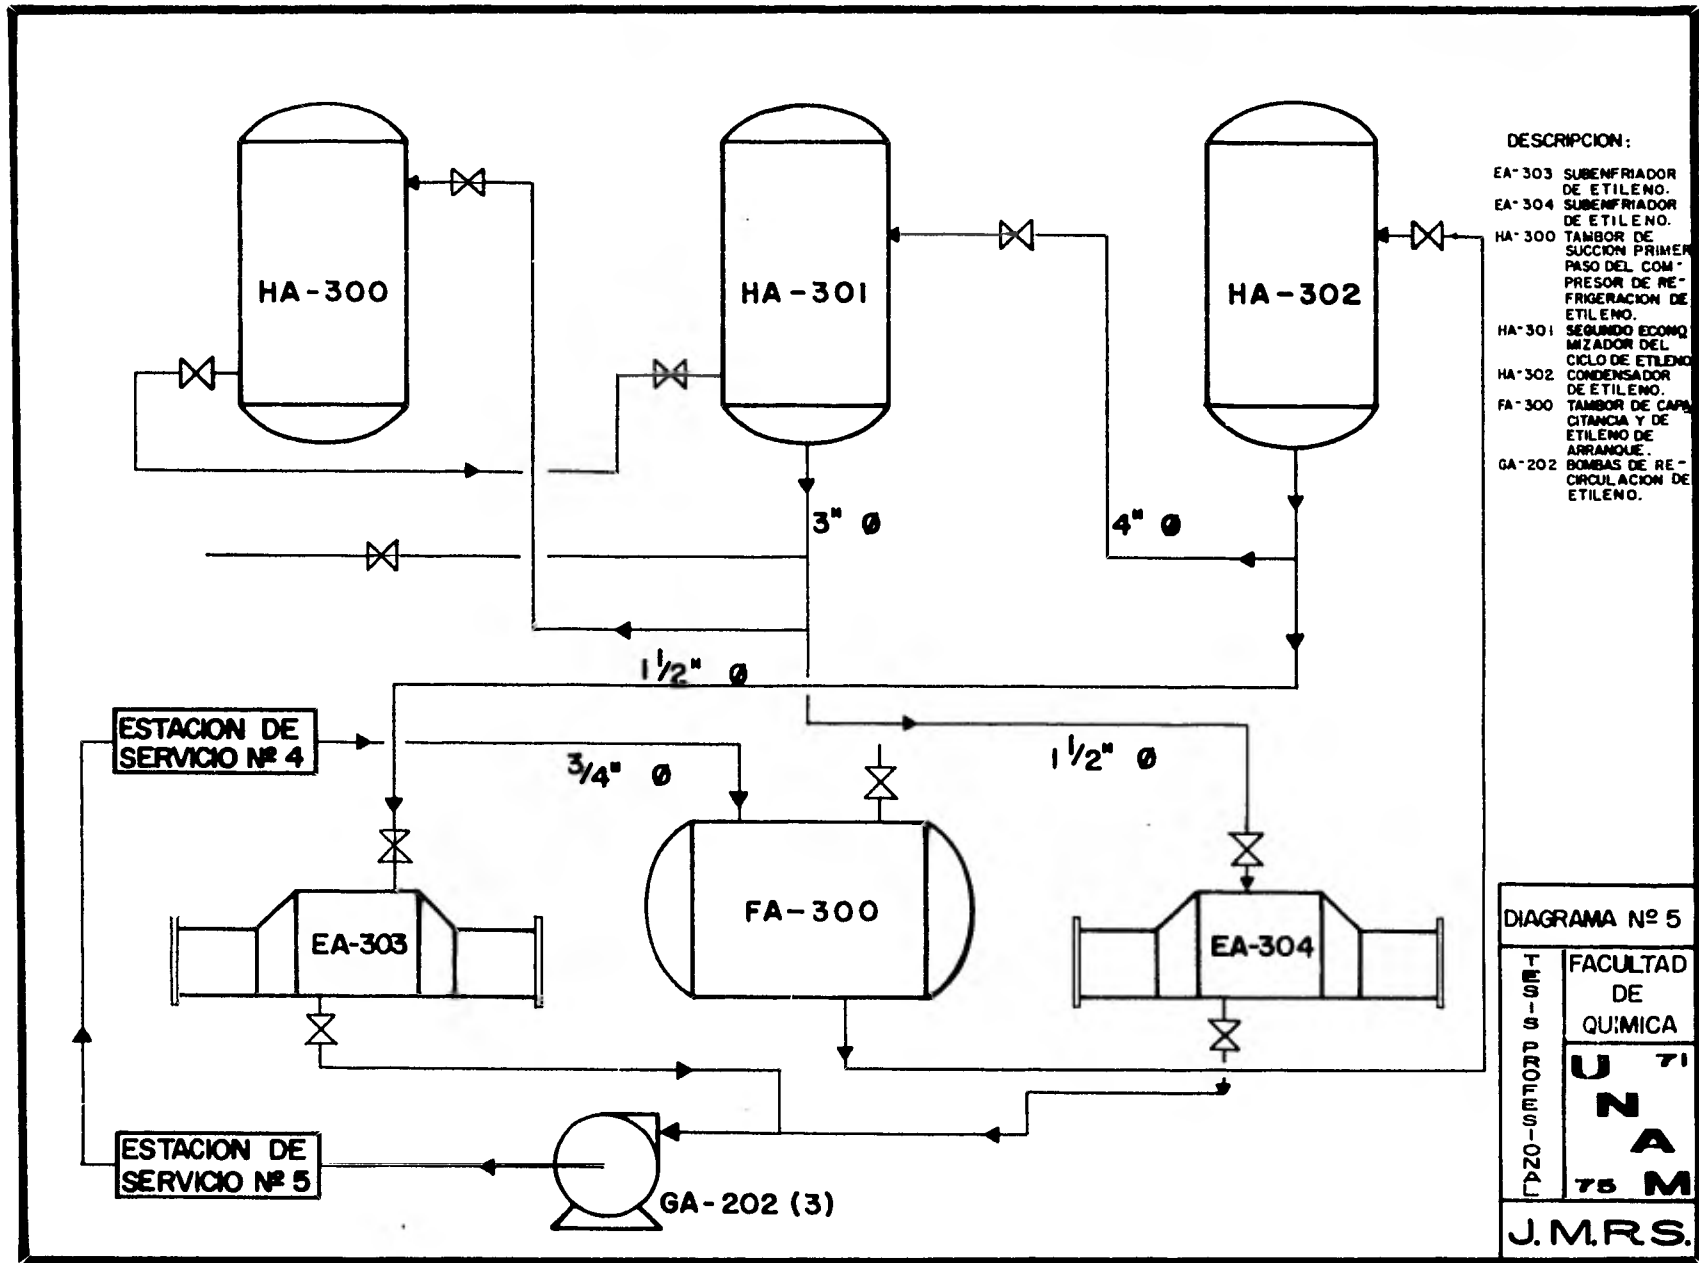 HA-300
HA-301
HA-302
3" Ø
4" Ø
1 1/2" Ø
ESTACION DE
SERVICIO Nº 4
3/4" Ø
1 1/2" Ø
EA-303
FA-300
EA-304
ESTACION DE
SERVICIO Nº 5
GA-202 (3)
DESCRIPCION:
EA-303 SUBENFRIADOR
DE ETILENO.
EA-304 SUBENFRIADOR
DE ETILENO.
HA-300 TAMBOR DE
SUCCION PRIMER
PASO DEL COM-
PRESOR DE RE-
FRIGERACION DE
ETILENO.
HA-301 SEGUNDO ECONO
MIZADOR DEL
CICLO DE ETILENO
HA-302 CONDENSADOR
DE ETILENO.
FA-300 TAMBOR DE CAPA
CITANCIA Y DE
ETILENO DE
ARRANQUE.
GA-202 BOMBAS DE RE-
CIRCULACION DE
ETILENO.
DIAGRAMA Nº 5
TESIS PROFESIONAL
FACULTAD
DE
QUIMICA
U 71
N
A
75 M
J.M.R.S.